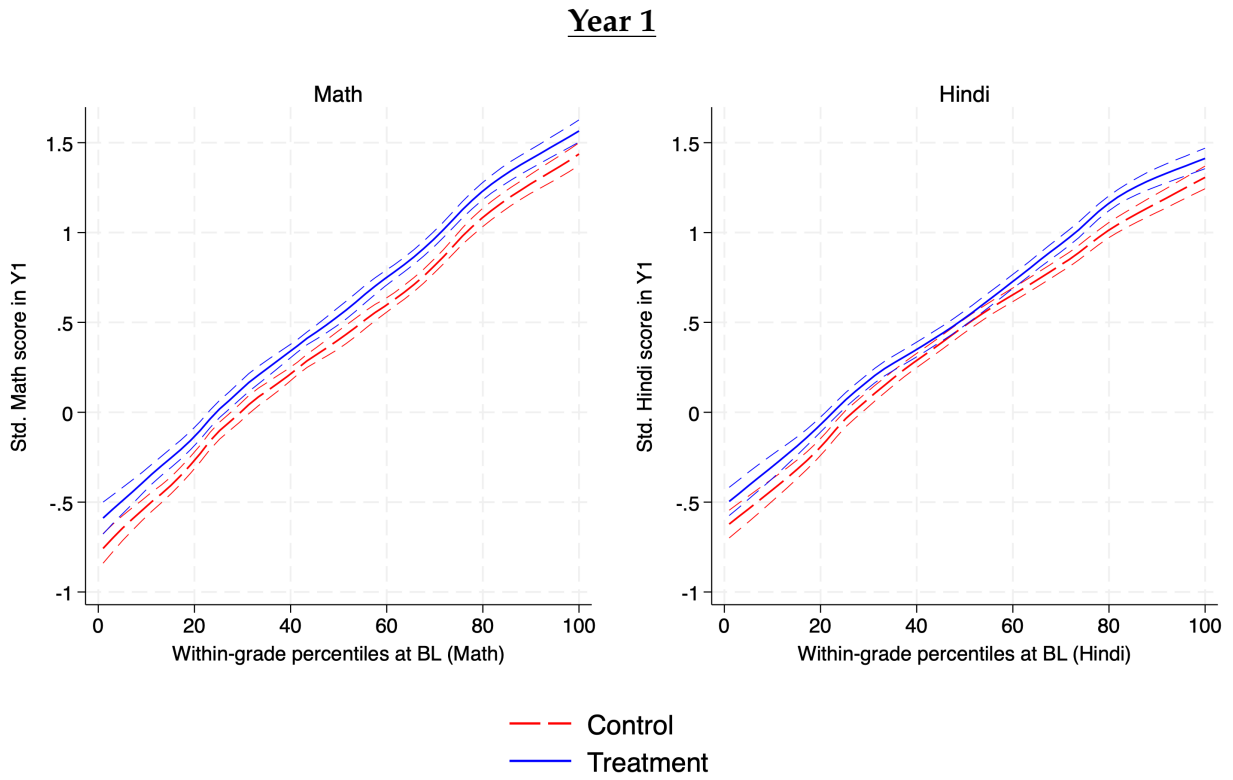 Year 1
Math
Std. Math score in Y1
1.5
1
.5
0
-.5
-1
0 20 40 60 80 100
Within-grade percentiles at BL (Math)
Hindi
Std. Hindi score in Y1
1.5
1
.5
0
-.5
-1
0 20 40 60 80 100
Within-grade percentiles at BL (Hindi)
Control
Treatment